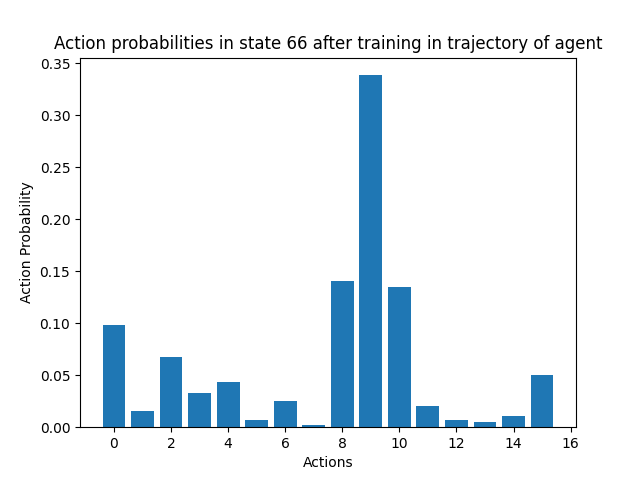 Action probabilities in state 66 after training in trajectory of agent
0.35
0.30
0.25
0.20
0.15
0.10
0.05
0.00
Action Probability
0 2 4 6 8 10 12 14 16
Actions